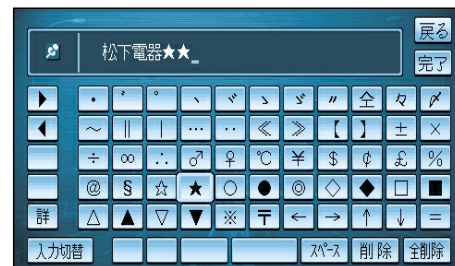 戻る
松下電器★★_
完了
▶ ・ ゛ ゜ ヽ ヾ ゝ ゞ 〃 仝 々 〆
◀ ～ ‖ ｜ … ‥ ≪ ≫ 【 】 ± ×
÷ ∞ ∴ ♂ ♀ ℃ ¥ $ ¢ £ %
@ § ☆ ★ ○ ● ◎ ◇ ◆ □ ■
詳 △ ▲ ▽ ▼ ※ 〒 ← → ↑ ↓ =
入力切替 スペース 削除 全削除